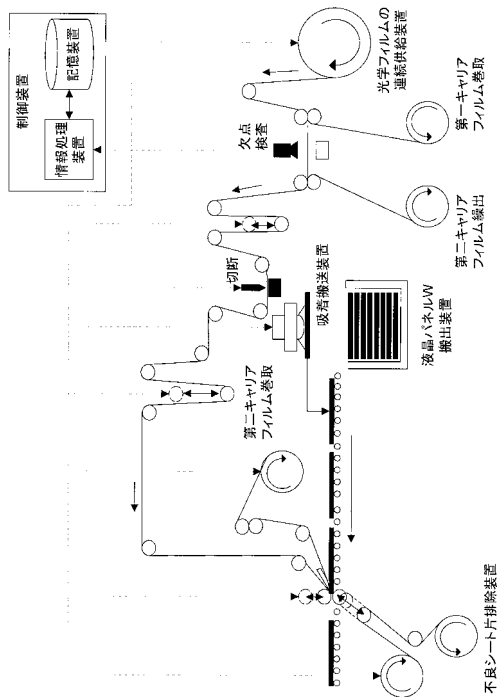 制御装置
記憶装置
情報処理
装置
光学フィルムの
連続供給装置
第一キャリア
フィルム巻取
欠点
検査
第二キャリア
フィルム繰出
切断
吸着搬送装置
液晶パネルW
搬出装置
第二キャリア
フィルム巻取
不良シート片排除装置